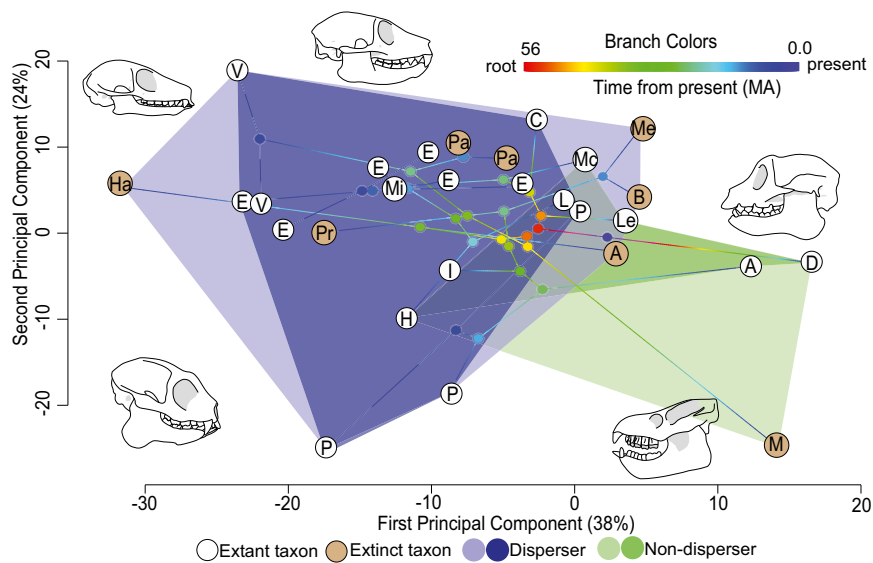 Branch Colors
56
0.0
root
present
Time from present (MA)
Second Principal Component (24%)
20
10
0
-10
-20
V
C
Me
Pa
E
Pa
Mc
E
Ha
E
E
Mi
B
E
V
L
P
Le
E
Pr
A
I
A
D
H
P
P
M
-30
-20
-10
0
10
20
First Principal Component (38%)
Extant taxon
Extinct taxon
Disperser
Non-disperser